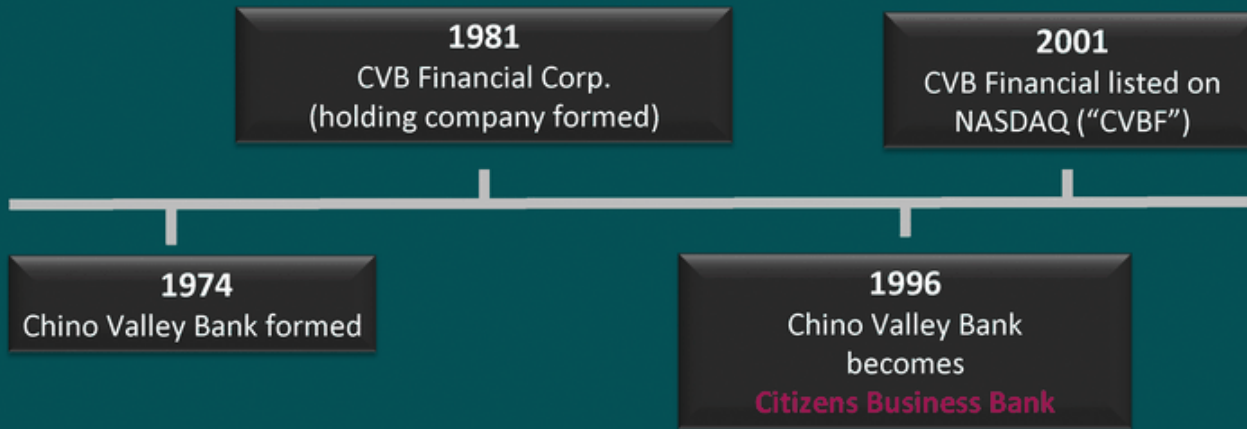 1981
CVB Financial Corp.
(holding company formed)
2001
CVB Financial listed on
NASDAQ (“CVBF”)
1974
Chino Valley Bank formed
1996
Chino Valley Bank
becomes
Citizens Business Bank